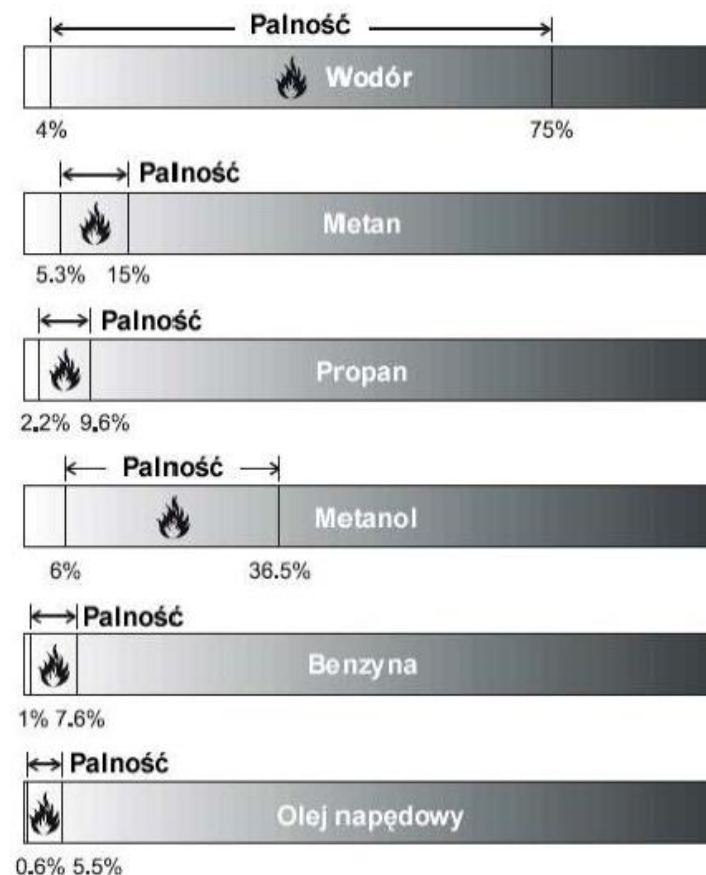 Palność
Wodór
4% 75%
Palność
Metan
5.3% 15%
Palność
Propan
2.2% 9.6%
Palność
Metanol
6% 36.5%
Palność
Benzyna
1% 7.6%
Palność
Olej napędowy
0.6% 5.5%